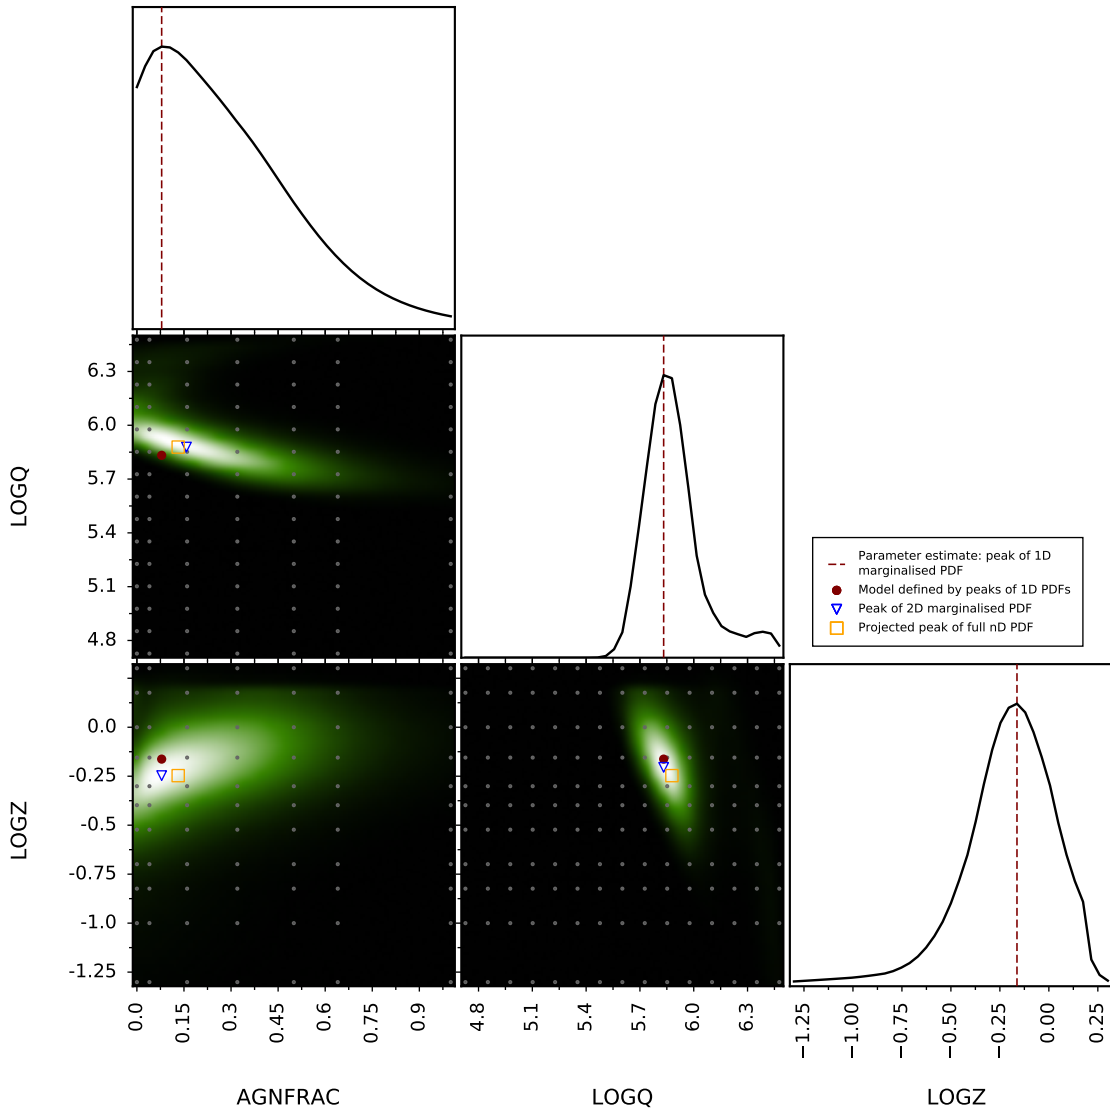 6.3
6.0
5.7
5.4
5.1
4.8
LOGQ
Parameter estimate: peak of 1D
marginalised PDF
Model defined by peaks of 1D PDFs
Peak of 2D marginalised PDF
Projected peak of full nD PDF
0.0
-0.25
-0.5
-0.75
-1.0
-1.25
LOGZ
0.0 0.15 0.3 0.45 0.6 0.75 0.9
4.8 5.1 5.4 5.7 6.0 6.3
−1.25 −1.00 −0.75 −0.50 −0.25 0.00 0.25
AGNFRAC LOGQ LOGZ